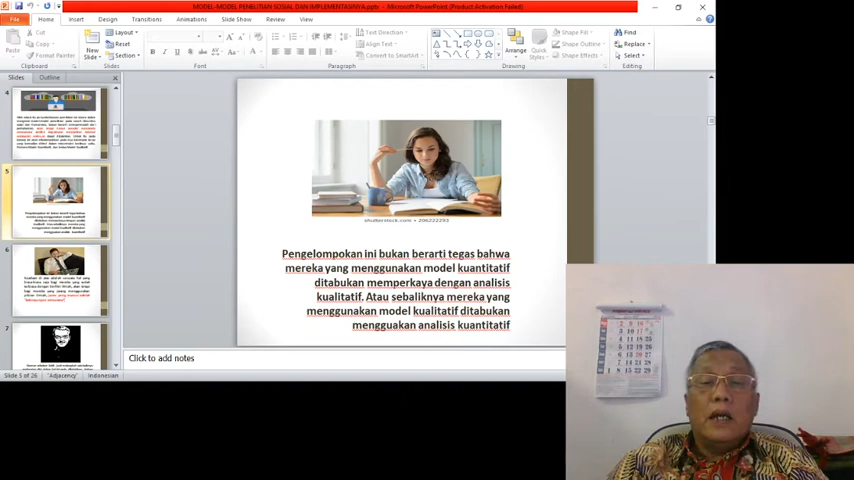 MODEL-MODEL PENELITIAN SOSIAL DAN IMPLEMENTASINYA.pptx - Microsoft PowerPoint (Product Activation Failed)
File Home Insert Design Transitions Animations Slide Show Review View
Paste
Cut
Copy
Format Painter
Clipboard
New
Slide
Layout
Reset
Section
Slides
Font
Text Direction
Align Text
Convert to SmartArt
Paragraph
Arrange
Quick
Styles
Shape Fill
Shape Outline
Shape Effects
Drawing
Find
Replace
Select
Editing
Slides Outline
4
5
6
7
shutterstock.com • 296222293
Pengelompokan ini bukan berarti tegas bahwa
mereka yang menggunakan model kuantitatif
ditabukan memperkaya dengan analisis
kualitatif. Atau sebaliknya mereka yang
menggunakan model kualitatif ditabukan
mengguakan analisis kuantitatif
Click to add notes
Slide 5 of 26 "Adjacency" Indonesian